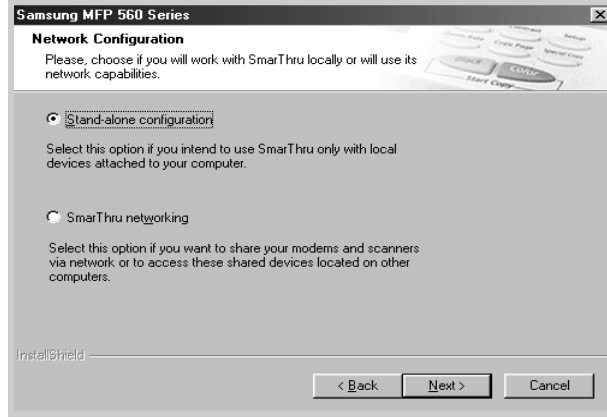 Samsung MFP 560 Series
Network Configuration
Please, choose if you will work with SmarThru locally or will use its
network capabilities.
Color
Start Copy
Stand-alone configuration
Select this option if you intend to use SmarThru only with local
devices attached to your computer.
SmarThru networking
Select this option if you want to share your modems and scanners
via network or to access these shared devices located on other
computers.
InstallShield
< Back
Next >
Cancel